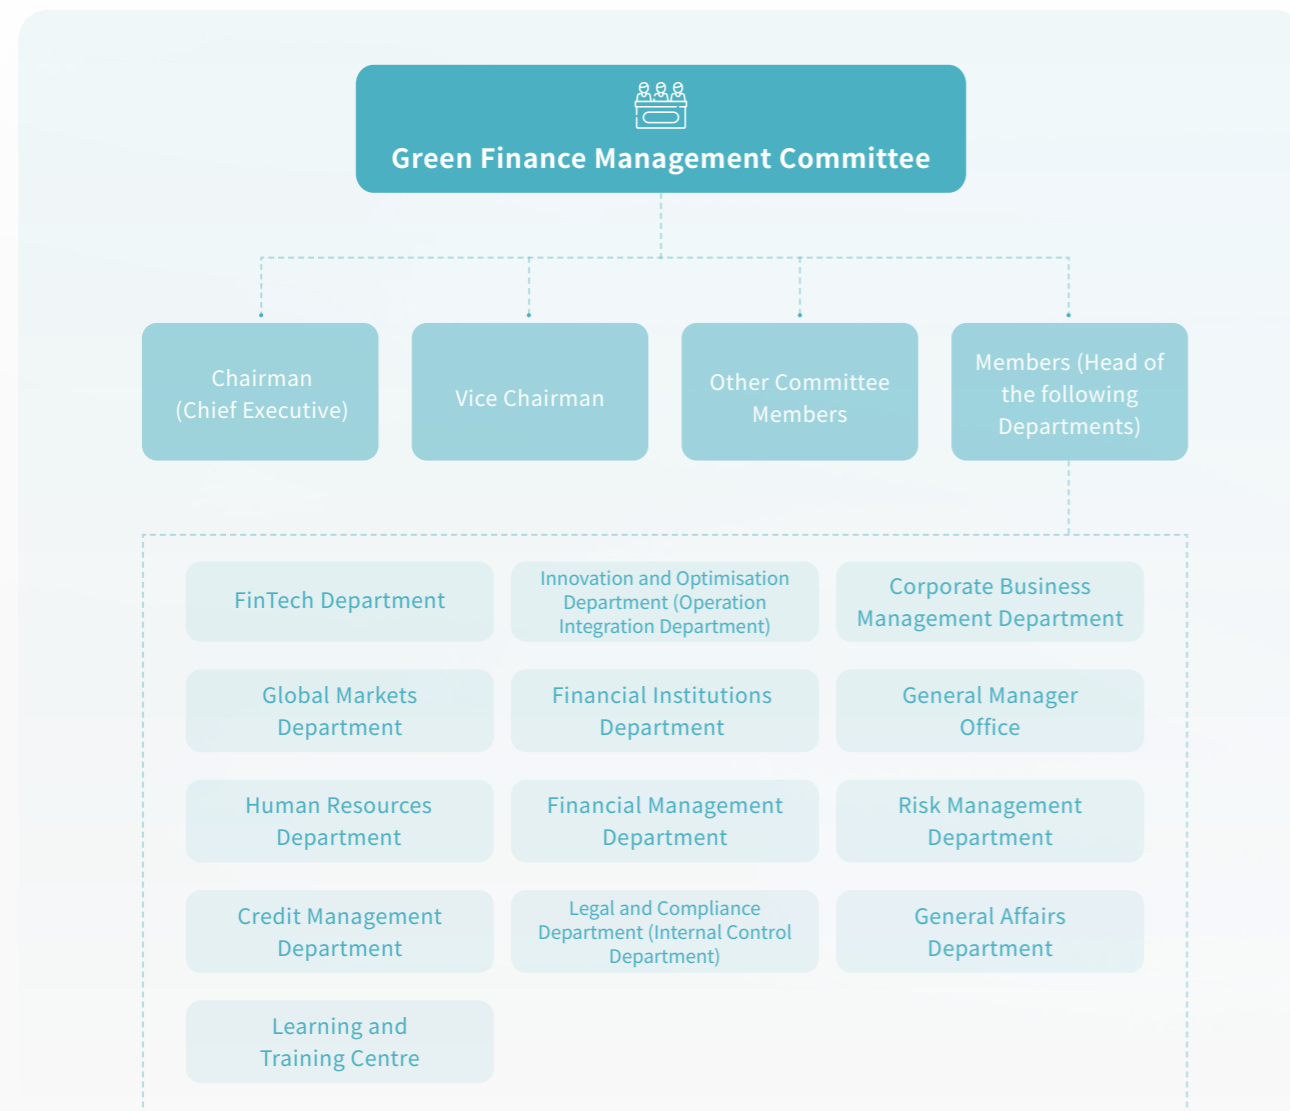 Green Finance Management Committee
Chairman
(Chief Executive)
Vice Chairman
Other Committee
Members
Members (Head of
the following
Departments)
FinTech Department
Innovation and Optimisation
Department (Operation
Integration Department)
Corporate Business
Management Department
Global Markets
Department
Financial Institutions
Department
General Manager
Office
Human Resources
Department
Financial Management
Department
Risk Management
Department
Credit Management
Department
Legal and Compliance
Department (Internal Control
Department)
General Affairs
Department
Learning and
Training Centre